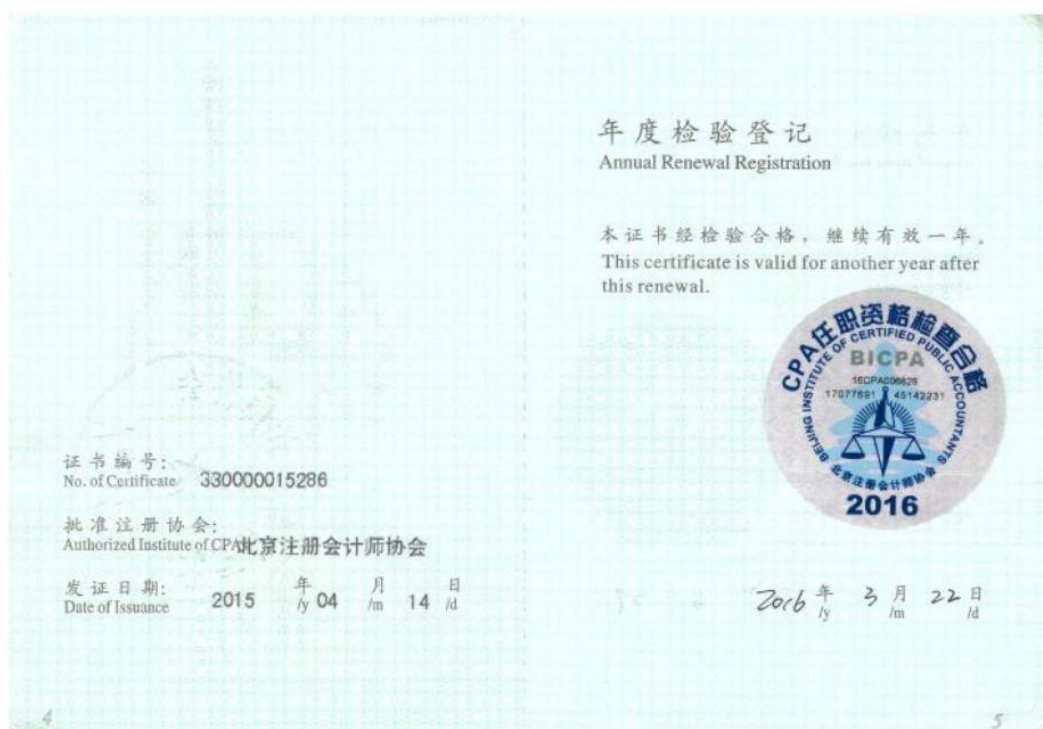 证书编号:
No. of Certificate 330000015286
批准注册协会:
Authorized Institute of CPA 北京注册会计师协会
发证日期: 年 月 日
Date of Issuance 2015 /y 04 /m 14 /d
4
年度检验登记
Annual Renewal Registration
本证书经检验合格，继续有效一年。
This certificate is valid for another year after
this renewal.
CPA任职资格检查合格
BEIJING INSTITUTE OF CERTIFIED PUBLIC ACCOUNTANTS
BICPA
16CPA006826
17077691 45142231
北京注册会计师协会
2016
2016 年 3 月 22 日
/y /m /d
5